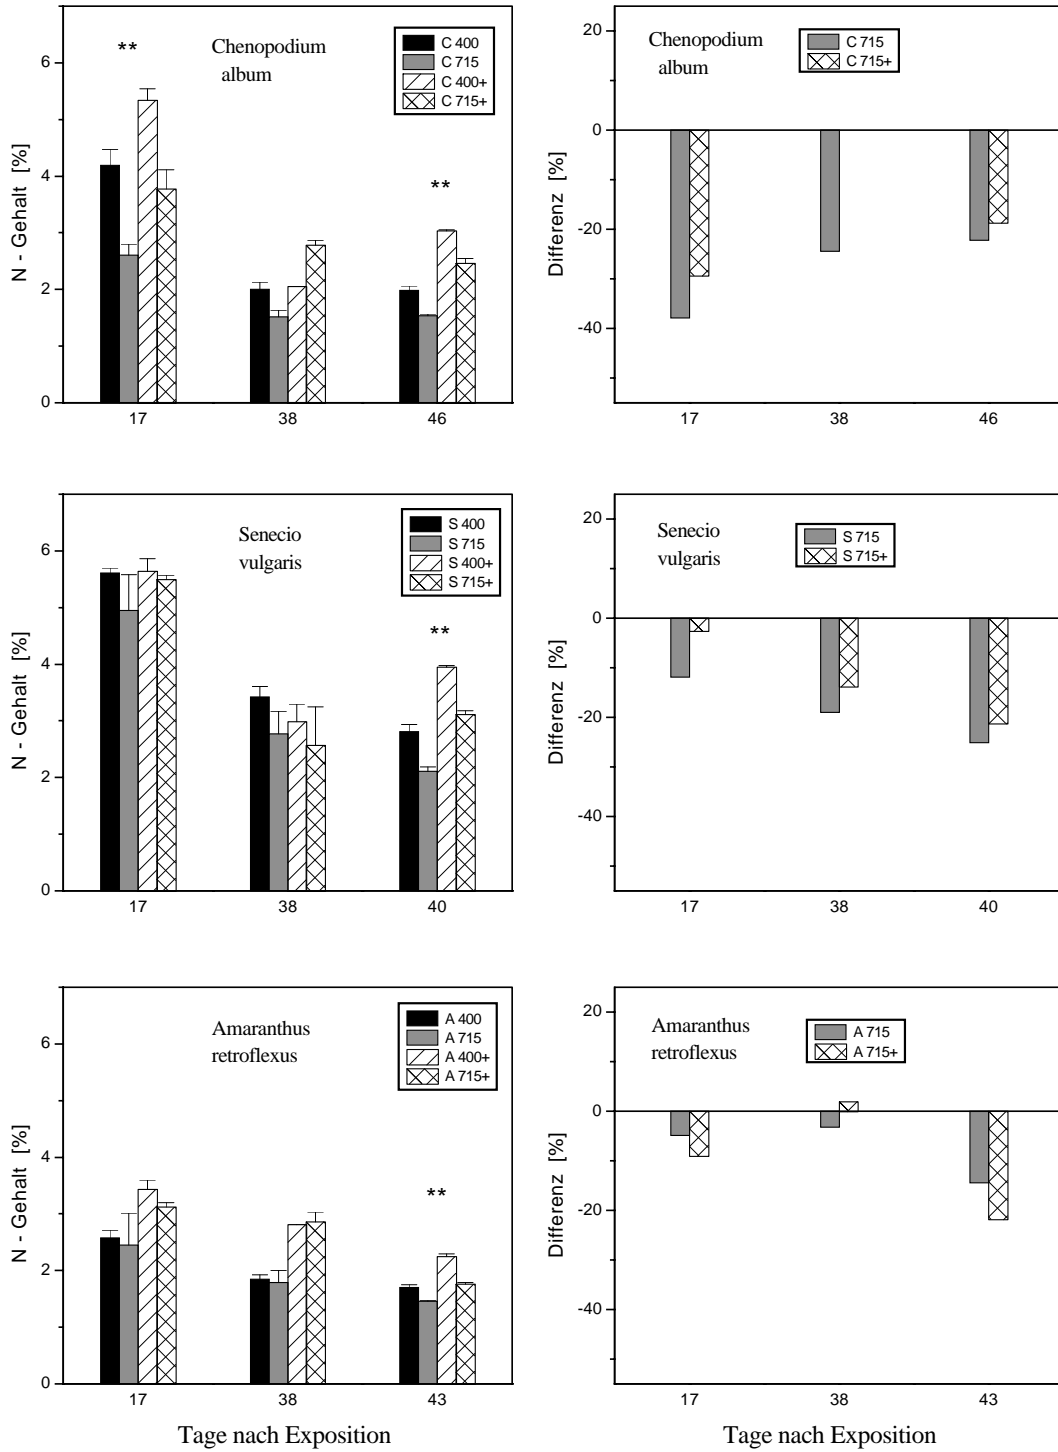 6
4
2
0
N - Gehalt [%]
**
Chenopodium
album
C 400
C 715
C 400+
C 715+
**
17
38
46
20
0
-20
-40
Differenz [%]
Chenopodium
album
C 715
C 715+
17
38
46
6
4
2
0
N - Gehalt [%]
Senecio
vulgaris
S 400
S 715
S 400+
S 715+
**
17
38
40
20
0
-20
-40
Differenz [%]
Senecio
vulgaris
S 715
S 715+
17
38
40
6
4
2
0
N - Gehalt [%]
Amaranthus
retroflexus
A 400
A 715
A 400+
A 715+
**
17
38
43
Tage nach Exposition
20
0
-20
-40
Differenz [%]
Amaranthus
retroflexus
A 715
A 715+
17
38
43
Tage nach Exposition